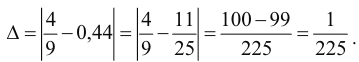 Δ = |4/9 − 0,44| = |4/9 − 11/25| = (100 − 99)/225 = 1/225 .